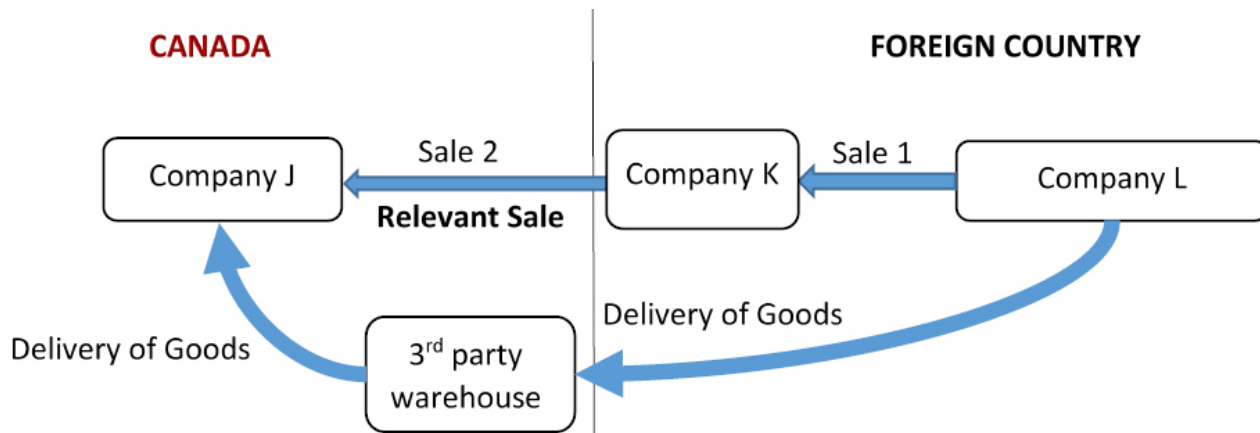 CANADA
FOREIGN COUNTRY
Sale 2
Sale 1
Company J
Company K
Company L
Relevant Sale
Delivery of Goods
Delivery of Goods
3rd party
warehouse